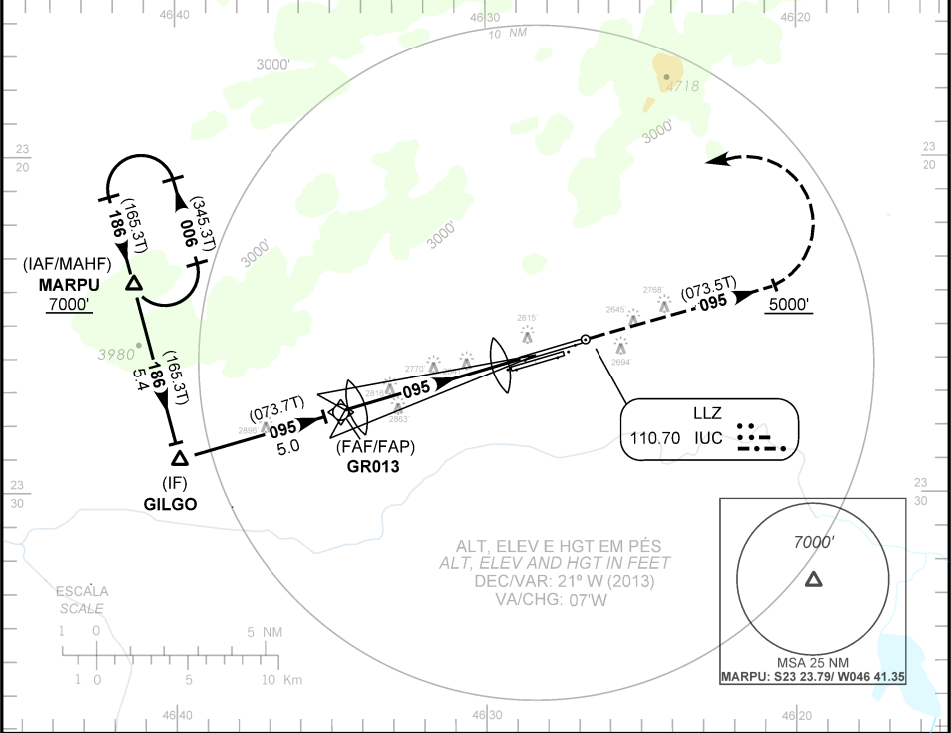 46 40
46 30
46 20
10 NM
3000'
4718
3000'
23
20
23
20
(165.3T)
186
(345.3T)
006
3000'
3000'
(IAF/MAHF)
MARPU
7000'
(073.5T)
095
5000'
2768
2645
2615
2694
3980
(165.3T)
186
5.4
2770
2816
2863
095
(073.7T)
095
5.0
2896
(FAF/FAP)
GR013
LLZ
110.70 IUC
(IF)
GILGO
23
30
23
30
ALT, ELEV E HGT EM PÉS
ALT, ELEV AND HGT IN FEET
DEC/VAR: 21º W (2013)
VA/CHG: 07'W
7000'
MSA 25 NM
MARPU: S23 23.79/ W046 41.35
ESCALA
SCALE
1 0 5 NM
1 0 5 10 Km
46 40
46 30
46 20